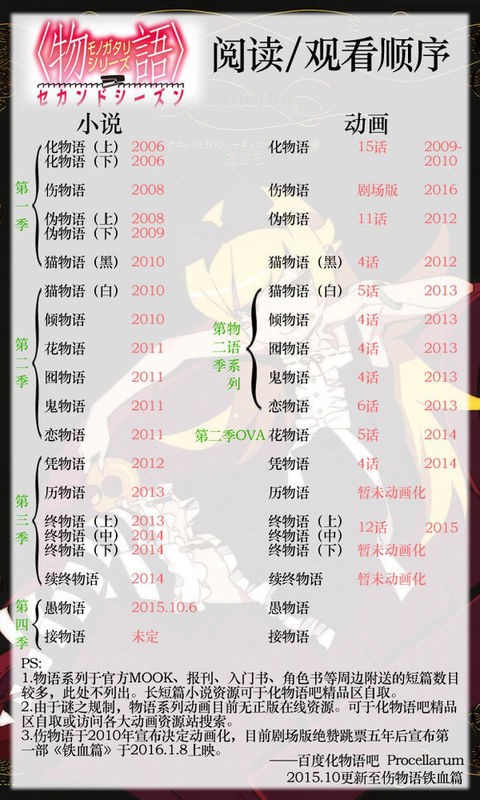 〈物語〉
モノガタリ
シリーズ
セカンドシーズン
阅读/观看顺序
小说 动画
第一季
化物语（上） 2006 化物语 15话 2009-
化物语（下） 2006 2010
伤物语 2008 伤物语 剧场版 2016
伪物语（上） 2008 伪物语 11话 2012
伪物语（下） 2009
猫物语（黑） 2010 猫物语（黑） 4话 2012
第二季
物语系列
第二季
猫物语（白） 2010 猫物语（白） 5话 2013
倾物语 2010 倾物语 4话 2013
花物语 2011 囮物语 4话 2013
囮物语 2011 鬼物语 4话 2013
鬼物语 2011 恋物语 6话 2013
恋物语 2011 第二季OVA 花物语 5话 2014
第三季
凭物语 2012 凭物语 4话 2014
历物语 2013 历物语 暂未动画化
终物语（上） 2013 终物语（上） 12话 2015
终物语（中） 2014 终物语（中）
终物语（下） 2014 终物语（下） 暂未动画化
续终物语 2014 续终物语 暂未动画化
第四季
愚物语 2015.10.6 愚物语
接物语 未定 接物语
PS:
1.物语系列于官方MOOK、报刊、入门书、角色书等周边附送的短篇数目
较多，此处不列出。长短篇小说资源可于化物语吧精品区自取。
2.由于谜之规制，物语系列动画目前无正版在线资源。可于化物语吧精品
区自取或访问各大动画资源站搜索。
3.伤物语于2010年宣布决定动画化，目前剧场版绝赞跳票五年后宣布第
一部《铁血篇》于2016.1.8上映。
——百度化物语吧 Procellarum
2015.10更新至伤物语铁血篇